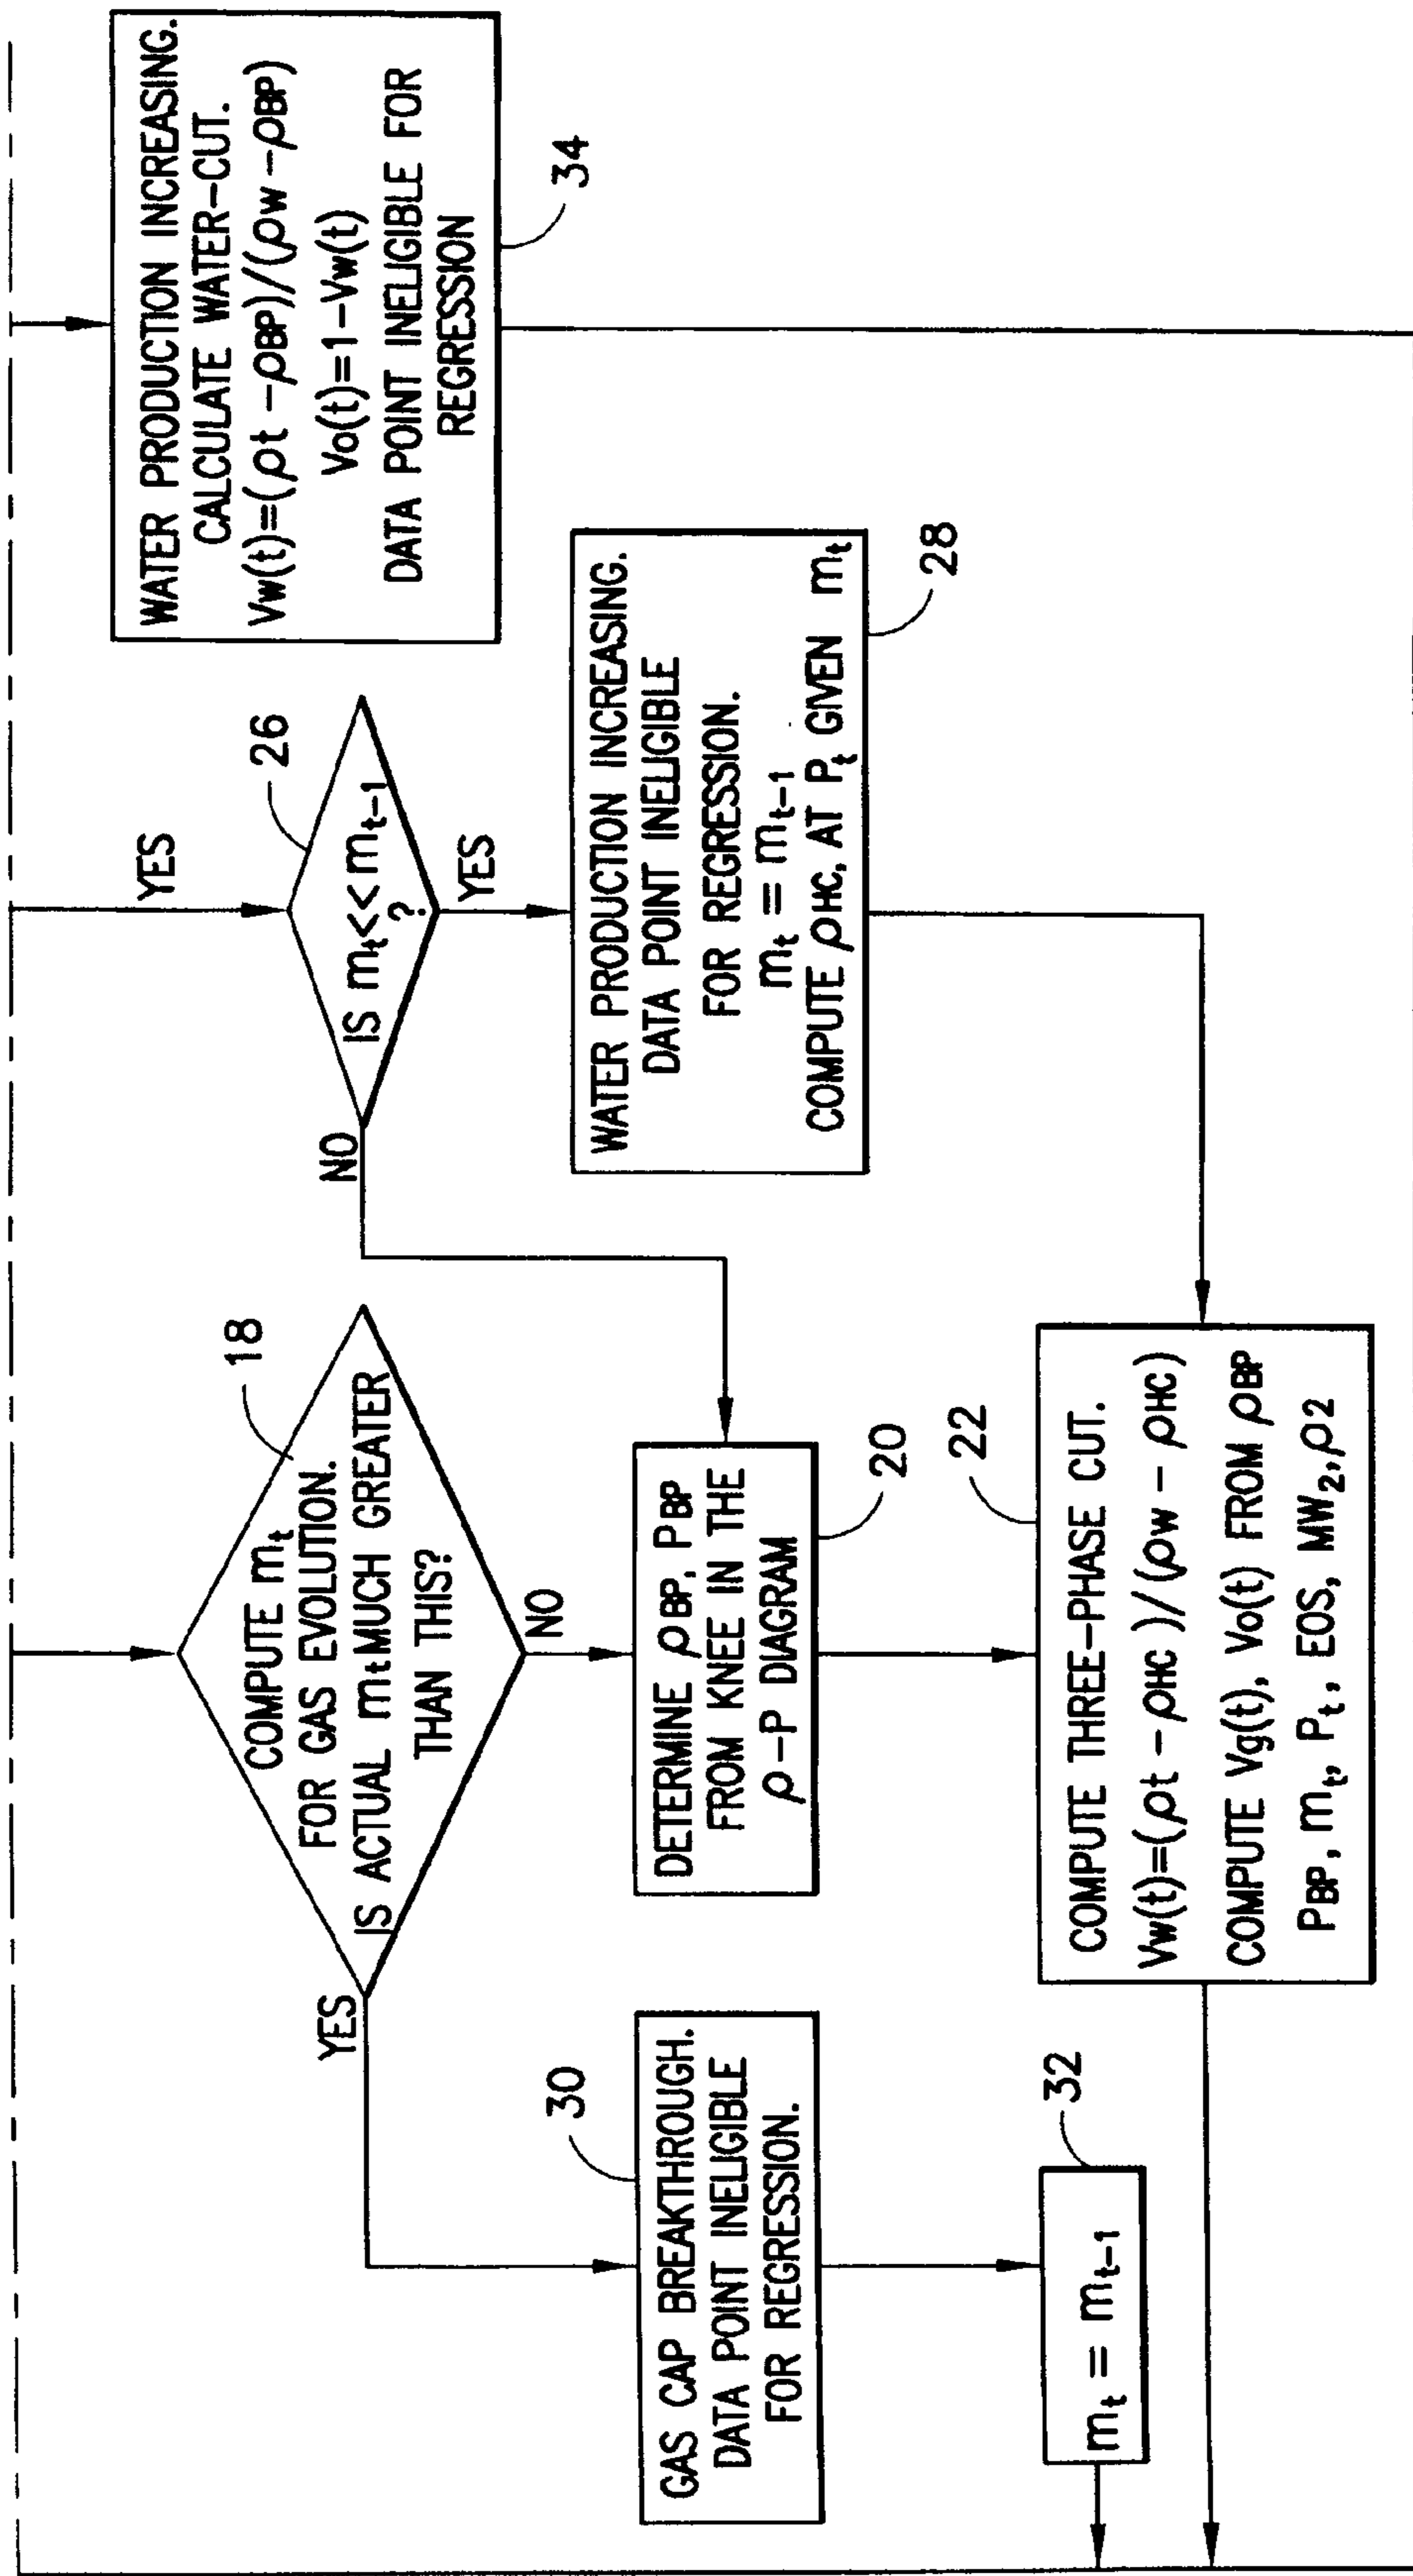 YES
COMPUTE mt
FOR GAS EVOLUTION.
IS ACTUAL mt MUCH GREATER
THAN THIS?
18
NO
YES
IS mt<<mt-1
?
26
NO
YES
WATER PRODUCTION INCREASING.
CALCULATE WATER-CUT.
Vw(t)=(ρt -ρBP)/(ρw-ρBP)
Vo(t)=1-Vw(t)
DATA POINT INELIGIBLE FOR
REGRESSION
34
GAS CAP BREAKTHROUGH.
DATA POINT INELIGIBLE
FOR REGRESSION.
30
DETERMINE ρBP, PBP
FROM KNEE IN THE
ρ-P DIAGRAM
20
WATER PRODUCTION INCREASING.
DATA POINT INELIGIBLE
FOR REGRESSION.
mt = mt-1
COMPUTE ρHC, AT Pt GIVEN mt
28
mt = mt-1
32
COMPUTE THREE-PHASE CUT.
Vw(t)=(ρt - ρHC )/(ρw - ρHC)
COMPUTE Vg(t), Vo(t) FROM ρBP
PBP, mt, Pt, EOS, MW2, ρ2
22